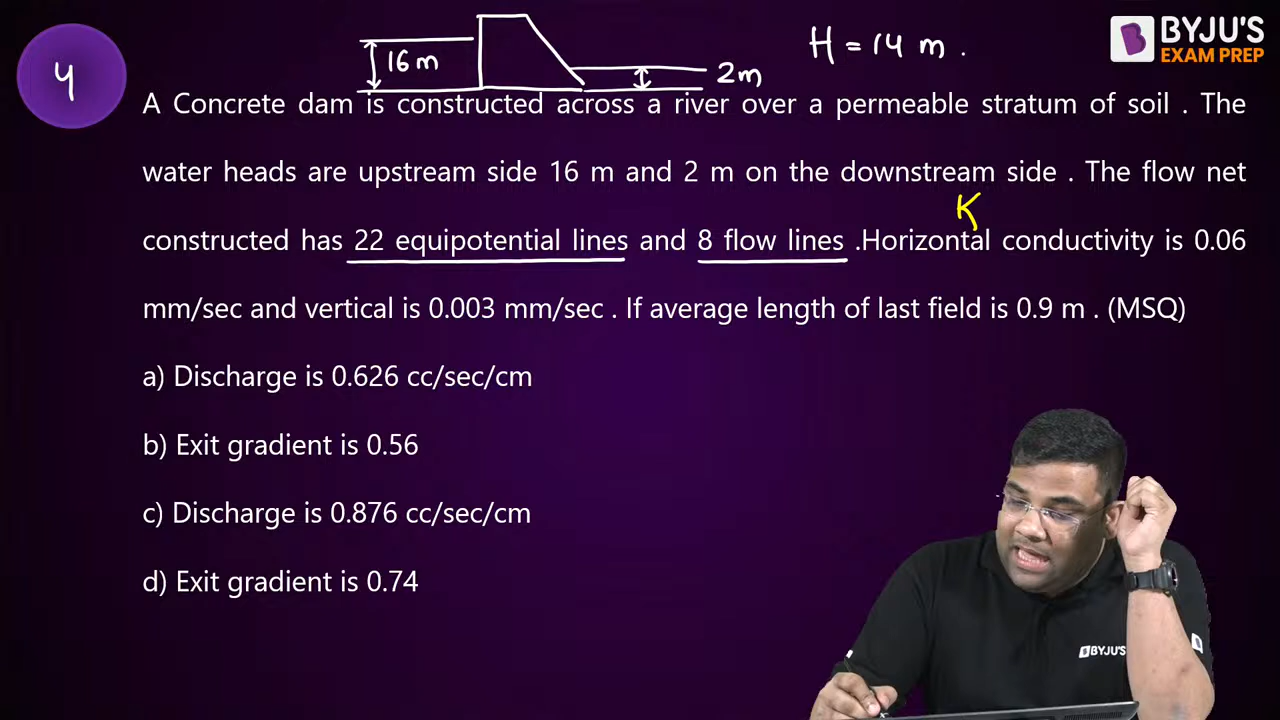 4
16 m
2m
H = 14 m .
BYJU'S
EXAM PREP
A Concrete dam is constructed across a river over a permeable stratum of soil . The
water heads are upstream side 16 m and 2 m on the downstream side . The flow net
K
constructed has 22 equipotential lines and 8 flow lines .Horizontal conductivity is 0.06
mm/sec and vertical is 0.003 mm/sec . If average length of last field is 0.9 m . (MSQ)
a) Discharge is 0.626 cc/sec/cm
b) Exit gradient is 0.56
c) Discharge is 0.876 cc/sec/cm
d) Exit gradient is 0.74
BYJU'S